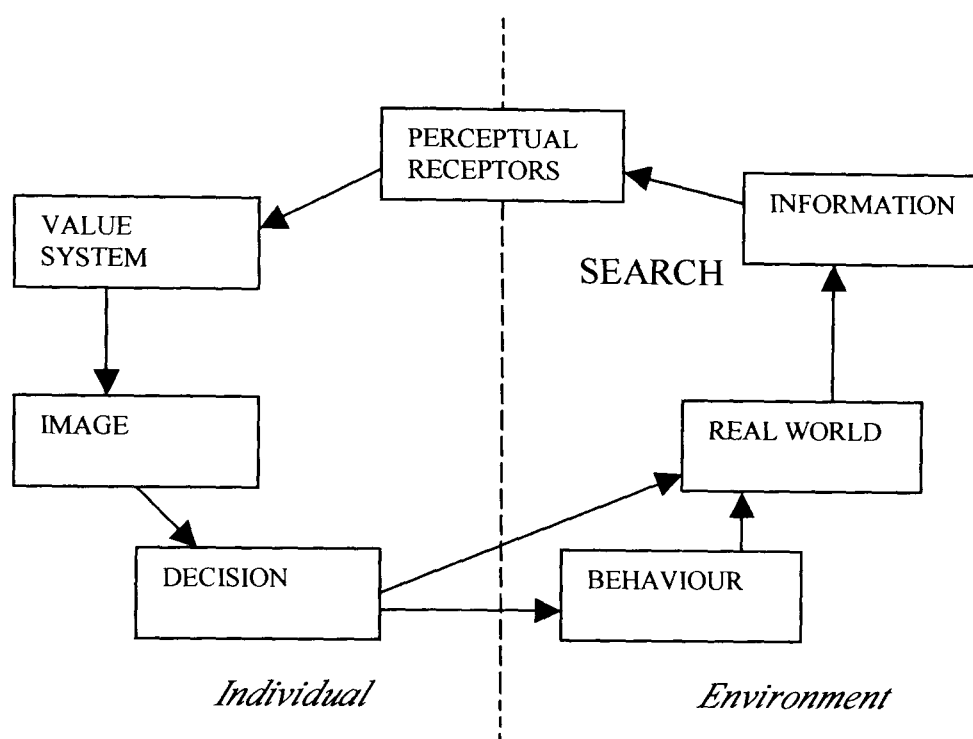 PERCEPTUAL
RECEPTORS
INFORMATION
VALUE
SYSTEM
SEARCH
IMAGE
REAL WORLD
DECISION
BEHAVIOUR
Individual
Environment